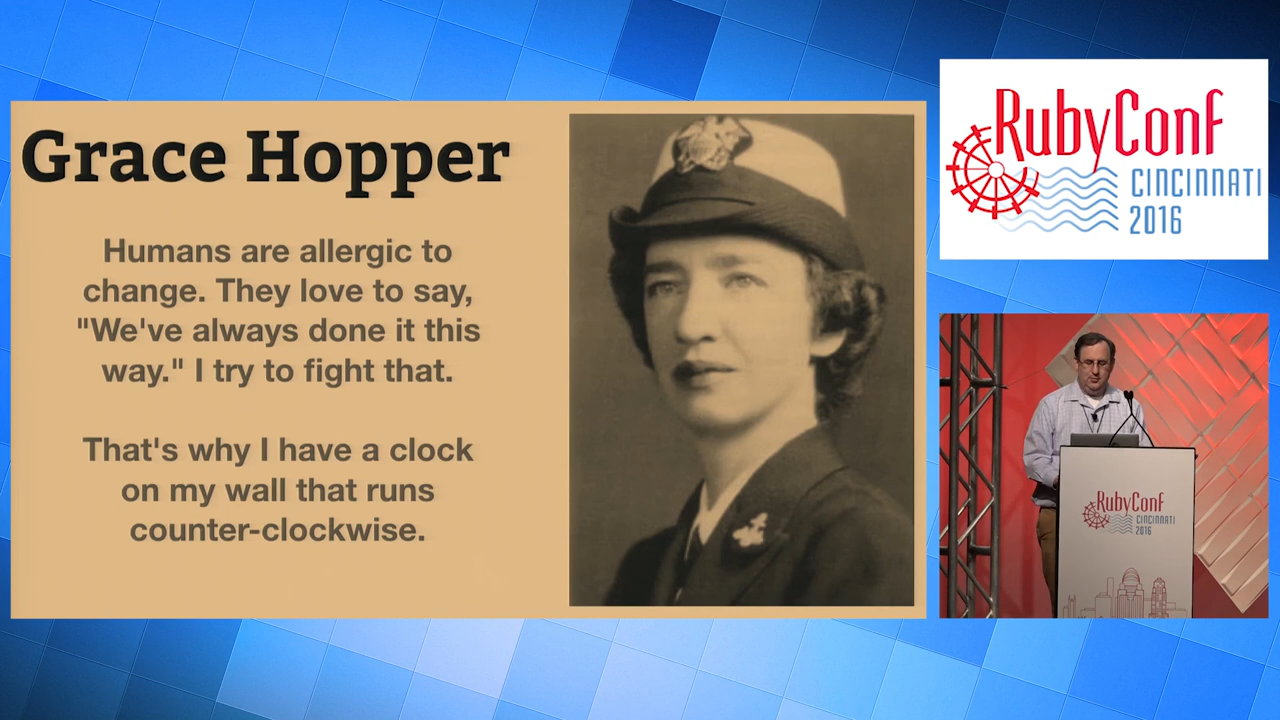 Grace Hopper
Humans are allergic to
change. They love to say,
"We've always done it this
way." I try to fight that.
That's why I have a clock
on my wall that runs
counter-clockwise.
RubyConf
CINCINNATI
2016
RubyConf
CINCINNATI
2016